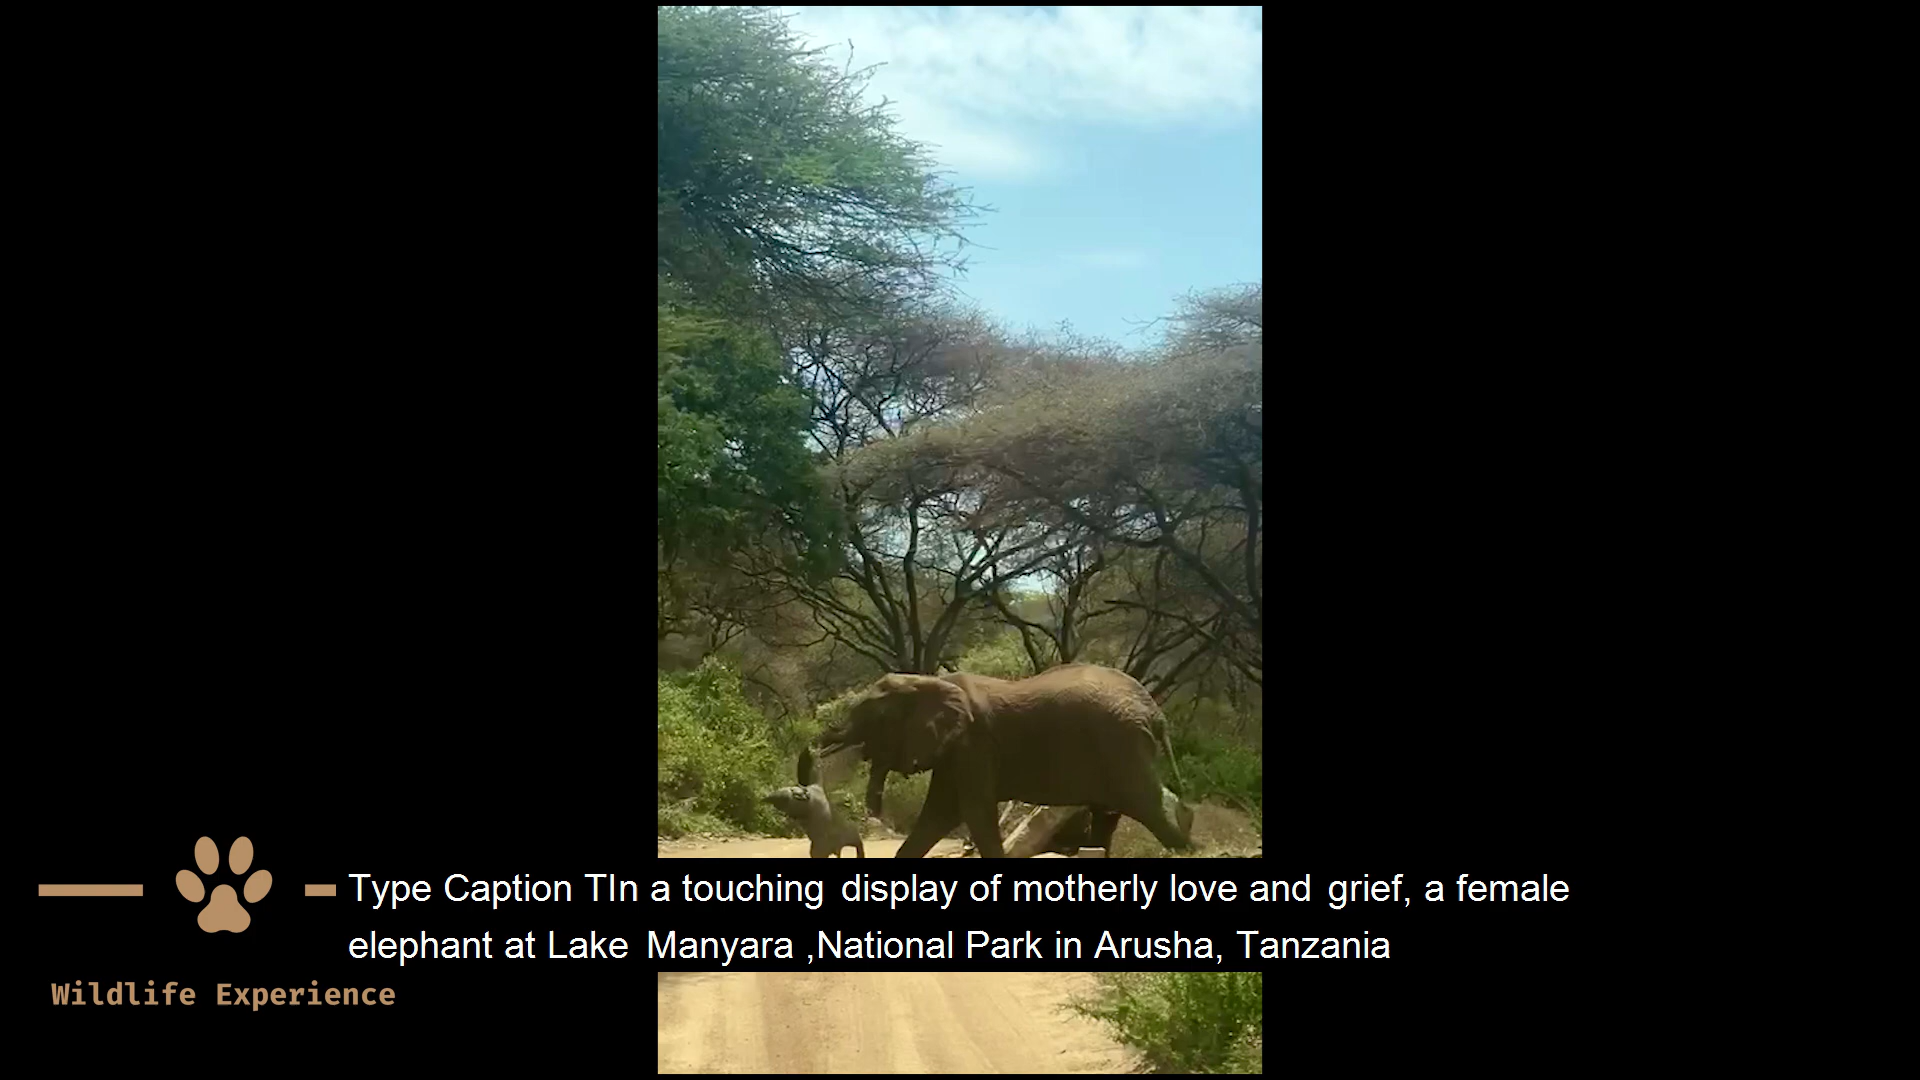 Type Caption TIn a touching display of motherly love and grief, a female
elephant at Lake Manyara ,National Park in Arusha, Tanzania
Wildlife Experience